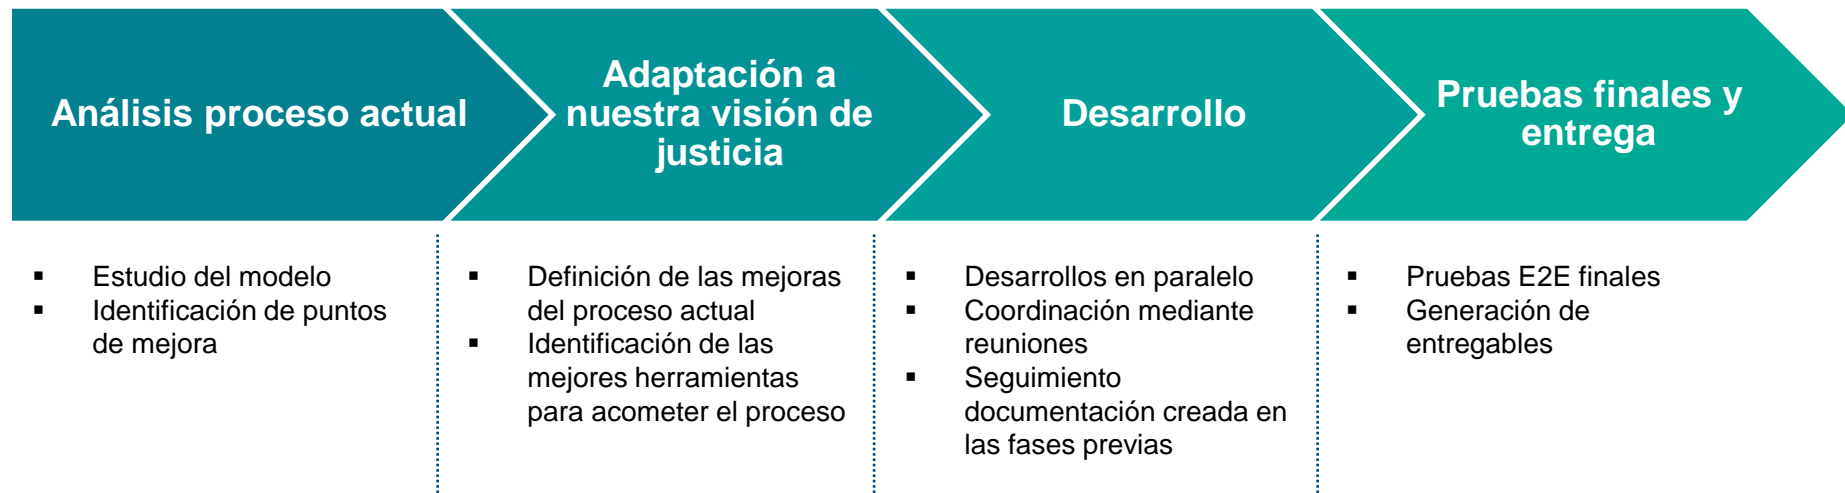 Análisis proceso actual
Adaptación a
nuestra visión de
justicia
Desarrollo
Pruebas finales y
entrega
▪ Estudio del modelo
▪ Identificación de puntos
de mejora
▪ Definición de las mejoras
del proceso actual
▪ Identificación de las
mejores herramientas
para acometer el proceso
▪ Desarrollos en paralelo
▪ Coordinación mediante
reuniones
▪ Seguimiento
documentación creada en
las fases previas
▪ Pruebas E2E finales
▪ Generación de
entregables